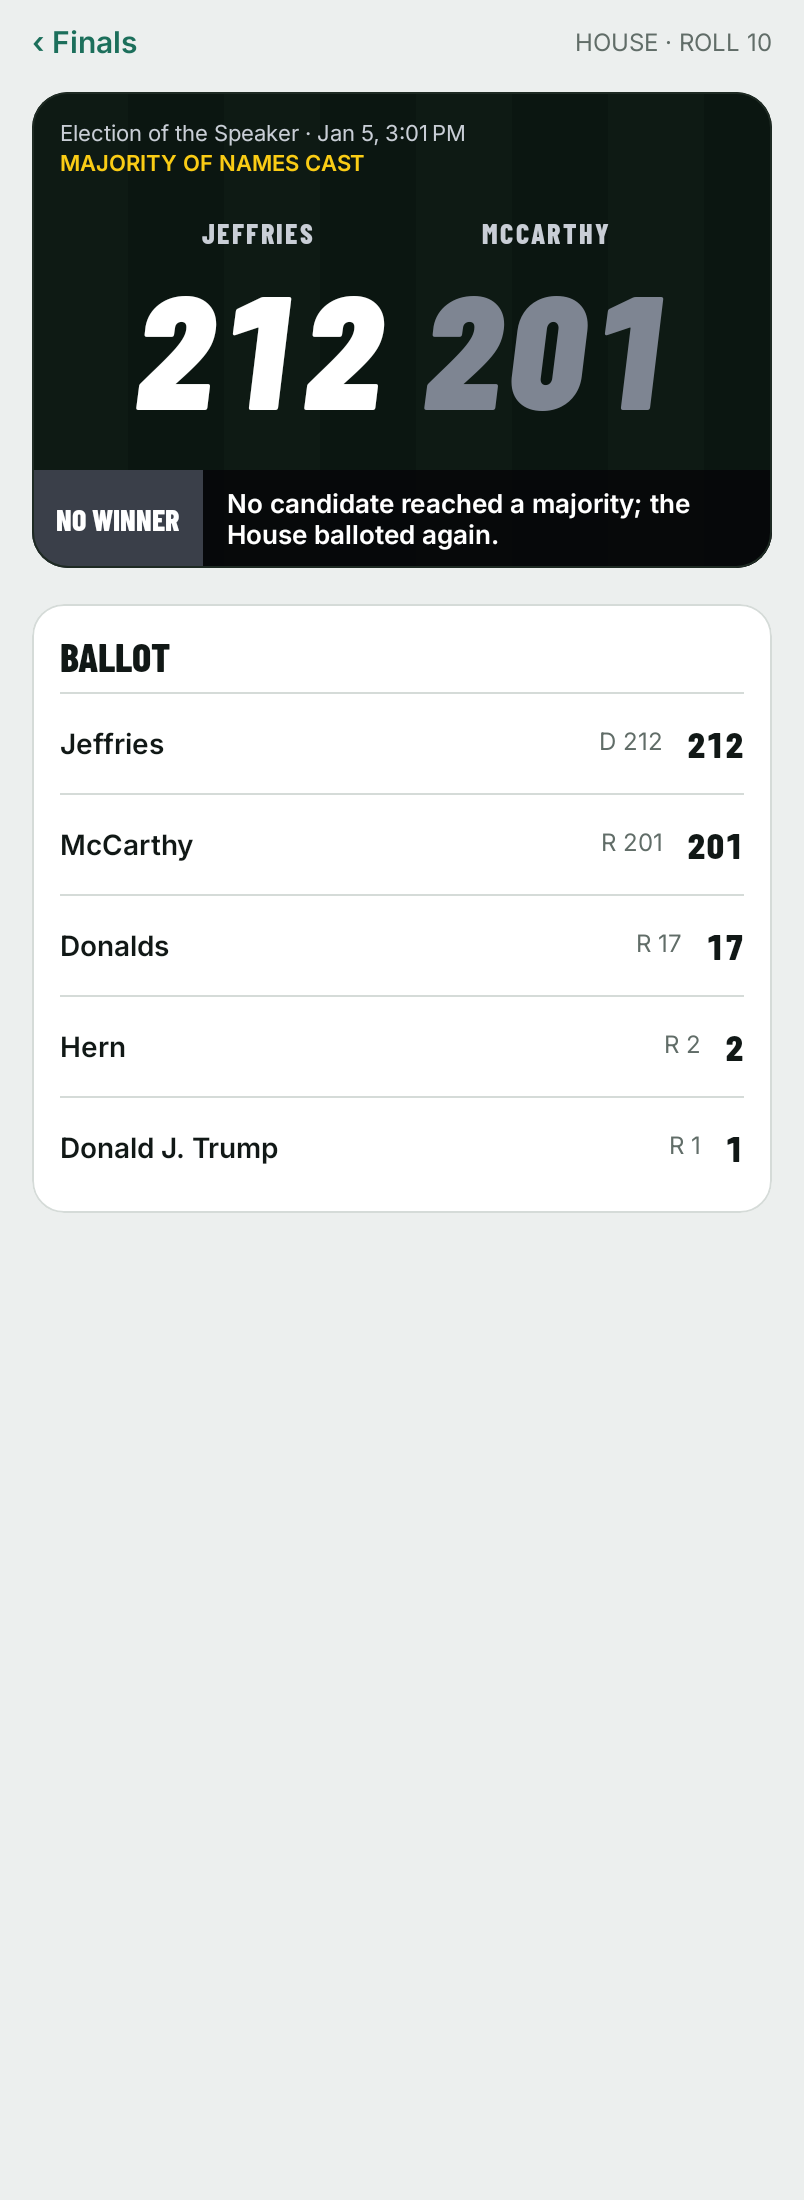 ‹ Finals
HOUSE · ROLL 10
Election of the Speaker · Jan 5, 3:01 PM
MAJORITY OF NAMES CAST
JEFFRIES
MCCARTHY
212
201
NO WINNER
No candidate reached a majority; the
House balloted again.
BALLOT
Jeffries D 212 212
McCarthy R 201 201
Donalds R 17 17
Hern R 2 2
Donald J. Trump R 1 1